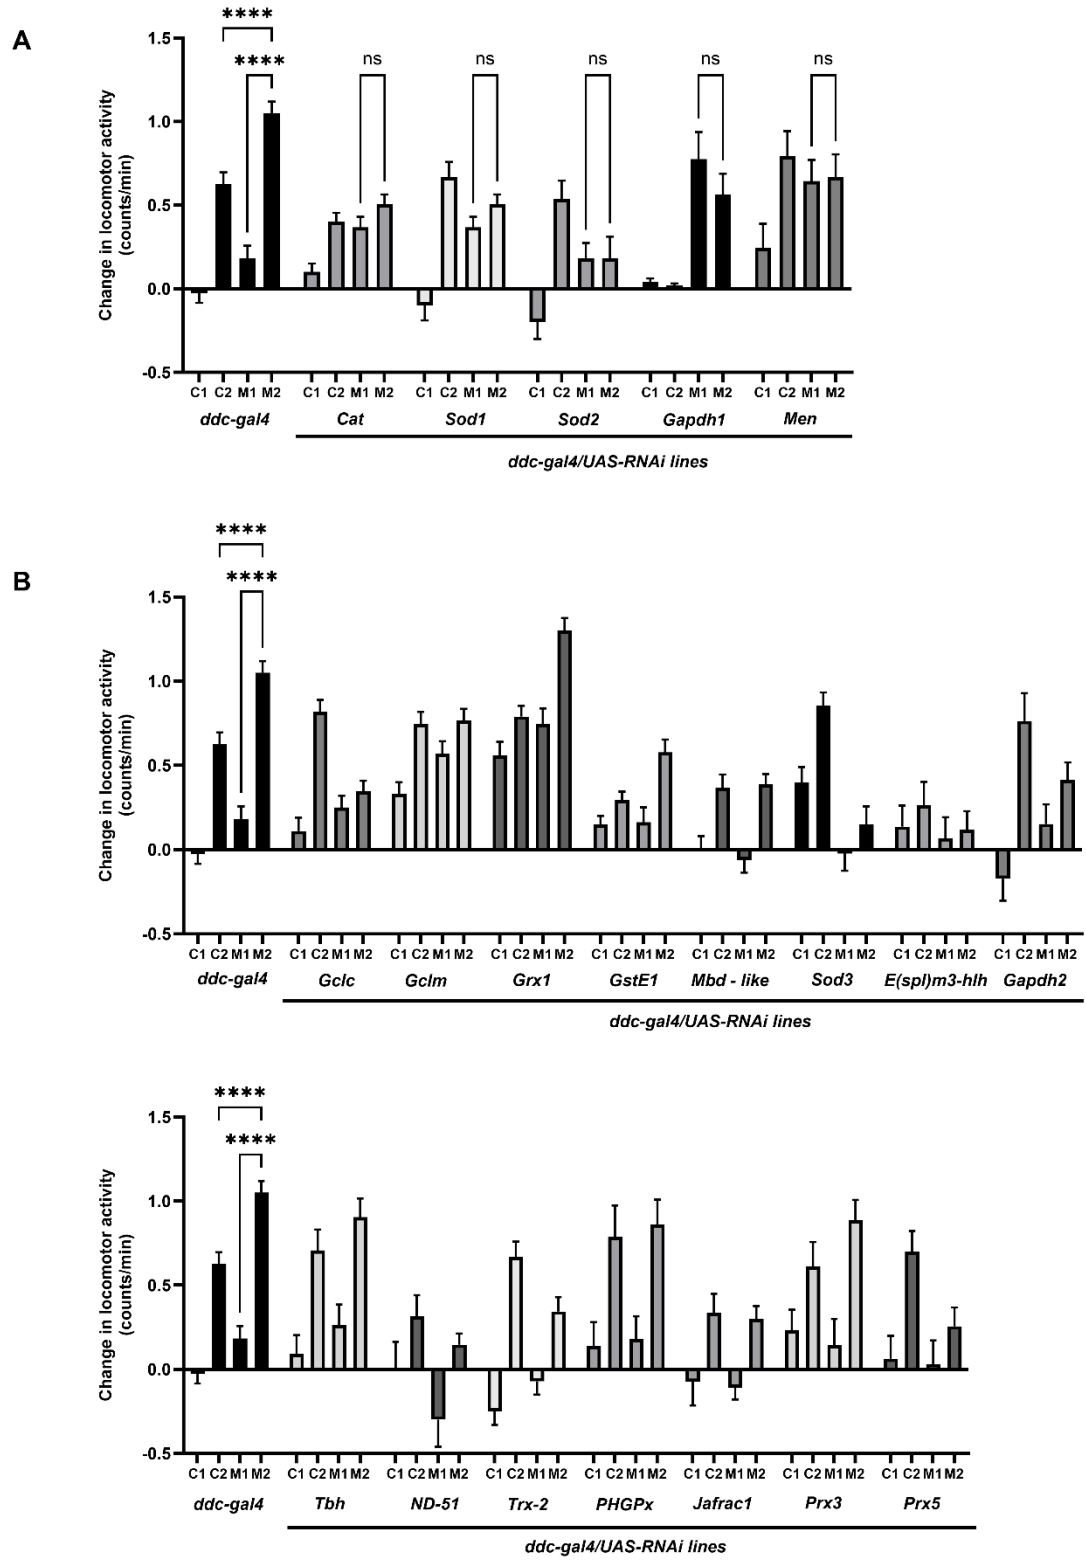 A
****
****
ns
ns
ns
ns
ns
Change in locomotor activity
(counts/min)
1.5
1.0
0.5
0.0
-0.5
C1 C2 M1 M2 C1 C2 M1 M2 C1 C2 M1 M2 C1 C2 M1 M2 C1 C2 M1 M2 C1 C2 M1 M2
ddc-gal4 Cat Sod1 Sod2 Gapdh1 Men
ddc-gal4/UAS-RNAi lines
B
****
****
Change in locomotor activity
(counts/min)
1.5
1.0
0.5
0.0
-0.5
C1 C2 M1 M2 C1 C2 M1 M2 C1 C2 M1 M2 C1 C2 M1 M2 C1 C2 M1 M2 C1 C2 M1 M2 C1 C2 M1 M2 C1 C2 M1 M2 C1 C2 M1 M2
ddc-gal4 Gclc Gclm Grx1 GstE1 Mbd - like Sod3 E(spl)m3-hlh Gapdh2
ddc-gal4/UAS-RNAi lines
****
****
Change in locomotor activity
(counts/min)
1.5
1.0
0.5
0.0
-0.5
C1 C2 M1 M2 C1 C2 M1 M2 C1 C2 M1 M2 C1 C2 M1 M2 C1 C2 M1 M2 C1 C2 M1 M2 C1 C2 M1 M2 C1 C2 M1 M2
ddc-gal4 Tbh ND-51 Trx-2 PHGPx Jafrac1 Prx3 Prx5
ddc-gal4/UAS-RNAi lines